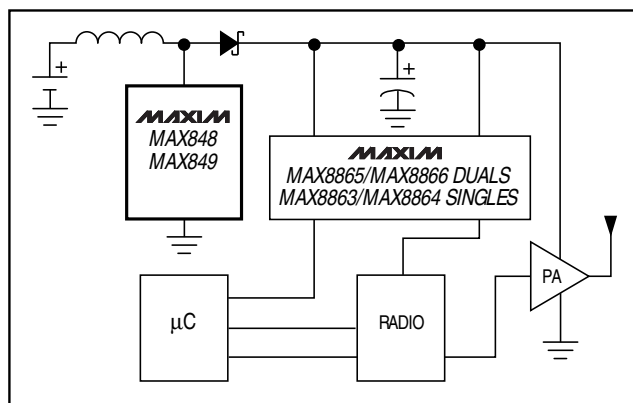 +
+
MAXIM
MAX848
MAX849
MAXIM
MAX8865/MAX8866 DUALS
MAX8863/MAX8864 SINGLES
PA
μC
RADIO